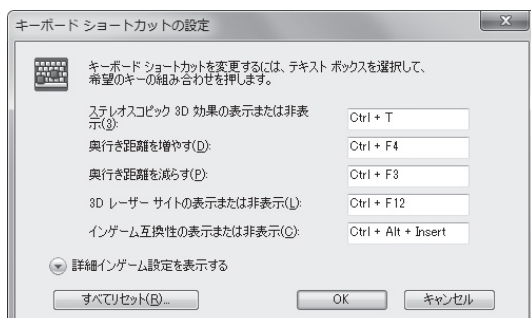 キーボード ショートカットの設定
キーボード ショートカットを変更するには、テキスト ボックスを選択して、
希望のキーの組み合わせを押します。
ステレオスコピック 3D 効果の表示または非表
示(3):
Ctrl + T
奥行き距離を増やす(D):
Ctrl + F4
奥行き距離を減らす(P):
Ctrl + F3
3D レーザー サイトの表示または非表示(L):
Ctrl + F12
インゲーム互換性の表示または非表示(C):
Ctrl + Alt + Insert
詳細インゲーム設定を表示する
すべてリセット(R)...
OK
キャンセル